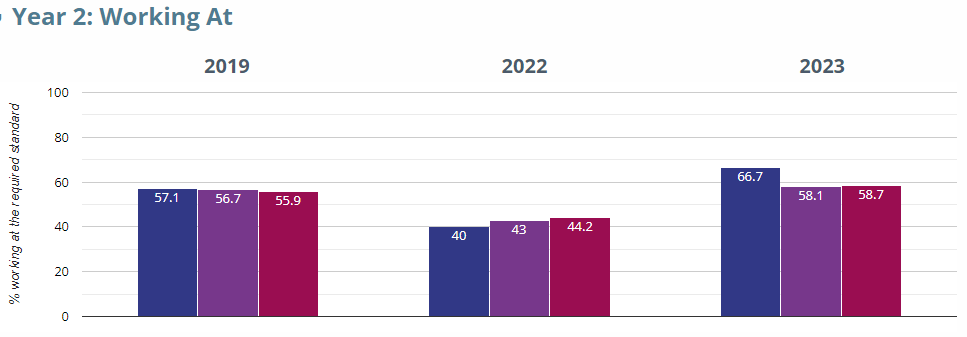 Year 2: Working At
2019 2022 2023
% working at the required standard
100
80
60
40
20
0
57.1 56.7 55.9
40 43 44.2
66.7 58.1 58.7